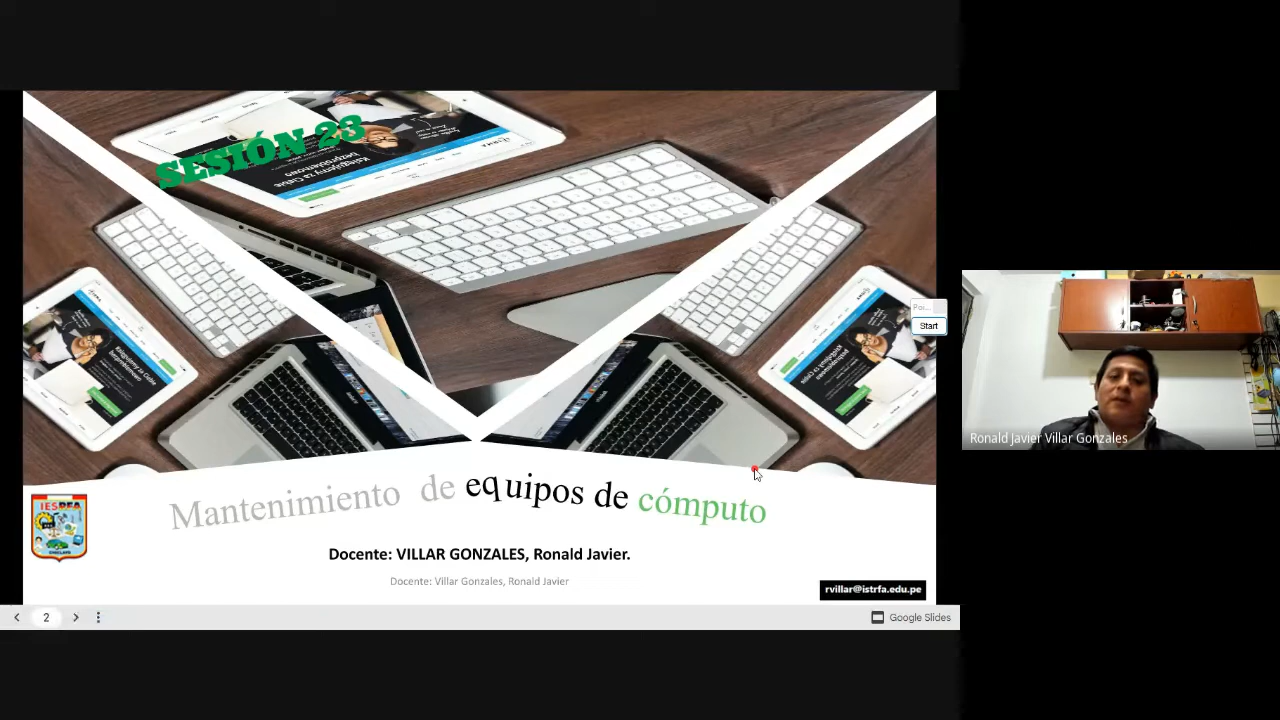 SESIÓN 23
Mantenimiento de equipos de cómputo
Docente: VILLAR GONZALES, Ronald Javier.
Docente: Villar Gonzales, Ronald Javier
rvillar@istrfa.edu.pe
2
Google Slides
Start
Ronald Javier Villar Gonzales